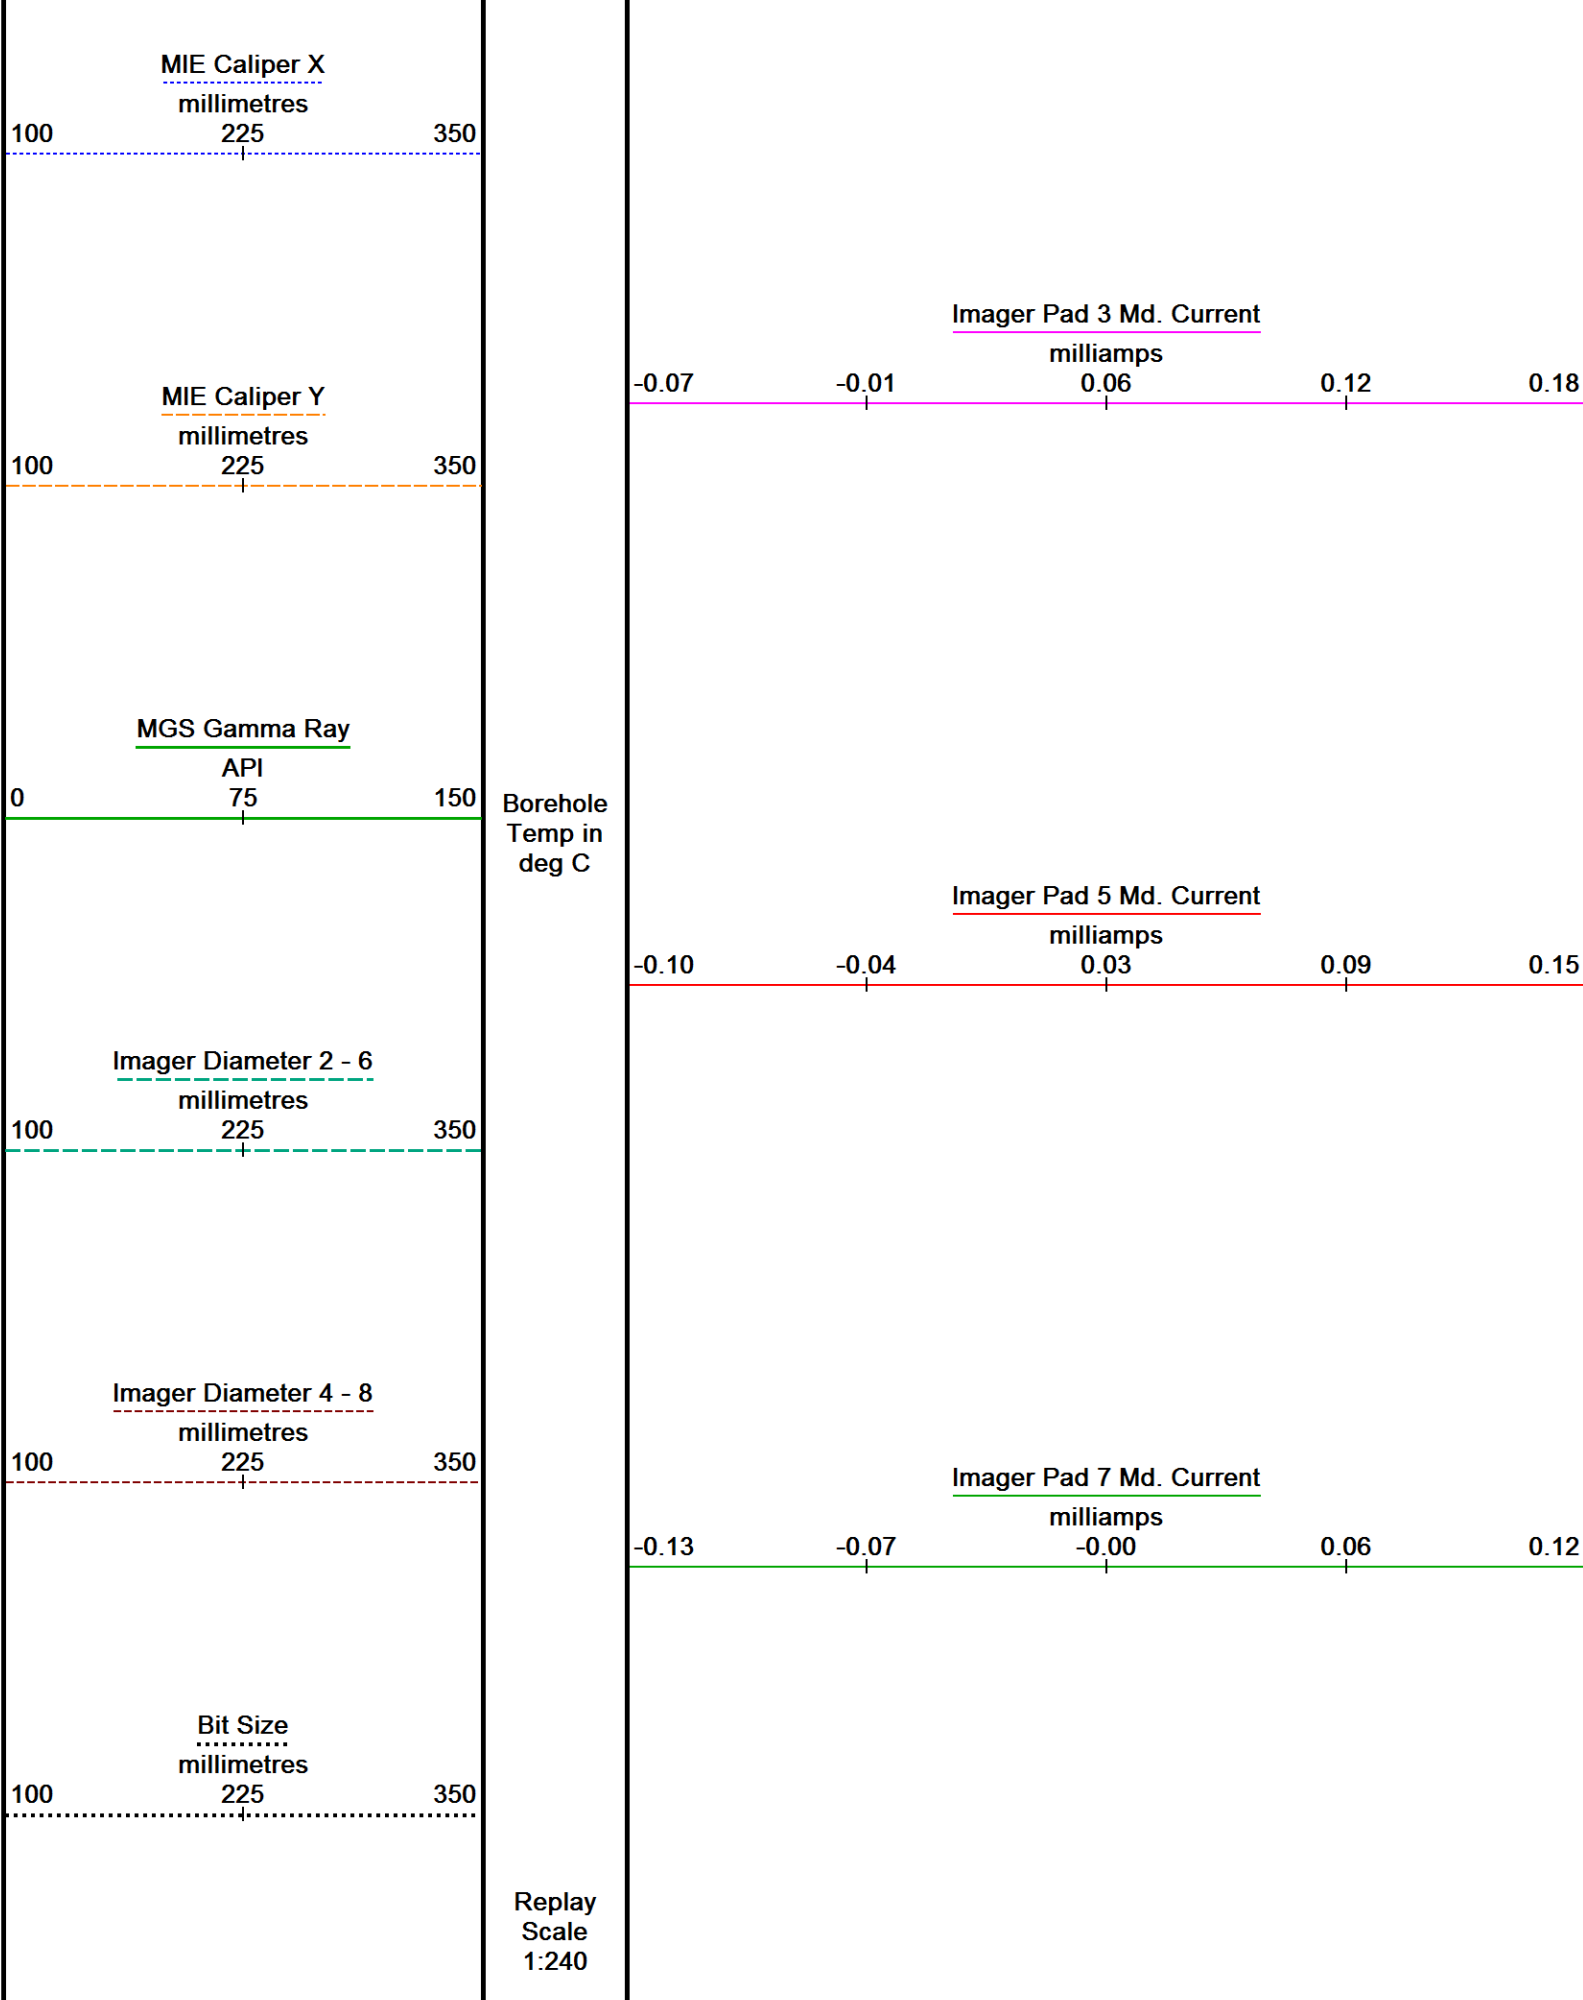 MIE Caliper X
millimetres
100 225 350
MIE Caliper Y
millimetres
100 225 350
MGS Gamma Ray
API
0 75 150
Imager Diameter 2 - 6
millimetres
100 225 350
Imager Diameter 4 - 8
millimetres
100 225 350
Bit Size
millimetres
100 225 350
Borehole
Temp in
deg C
Replay
Scale
1:240
Imager Pad 3 Md. Current
milliamps
-0.07 -0.01 0.06 0.12 0.18
Imager Pad 5 Md. Current
milliamps
-0.10 -0.04 0.03 0.09 0.15
Imager Pad 7 Md. Current
milliamps
-0.13 -0.07 -0.00 0.06 0.12